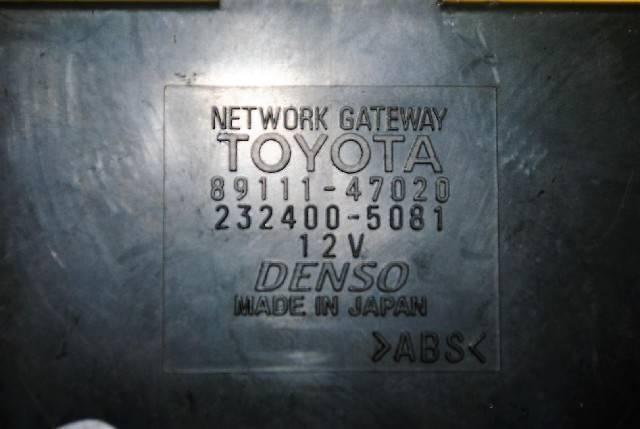 NETWORK GATEWAY
TOYOTA
89111-47020
232400-5081
12V
DENSO
MADE IN JAPAN
>ABS<